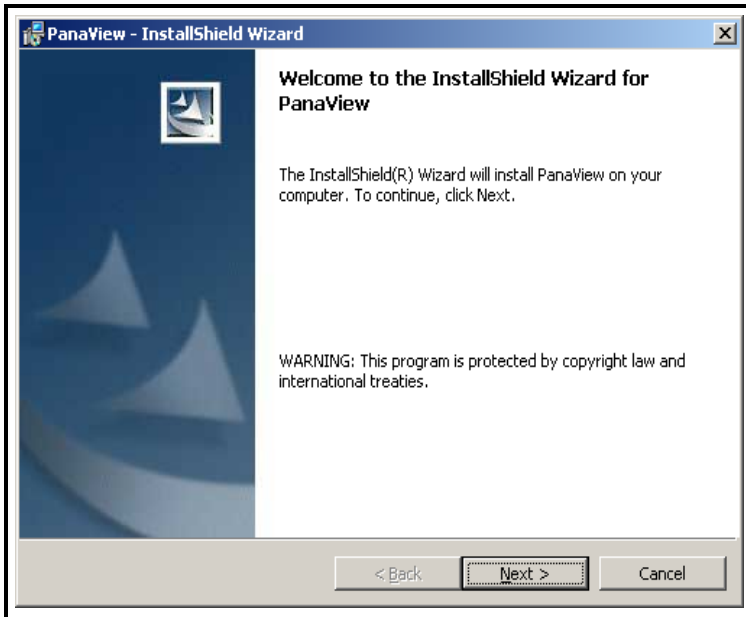 PanaView - InstallShield Wizard
Welcome to the InstallShield Wizard for
PanaView
The InstallShield(R) Wizard will install PanaView on your
computer. To continue, click Next.
WARNING: This program is protected by copyright law and
international treaties.
< Back
Next >
Cancel